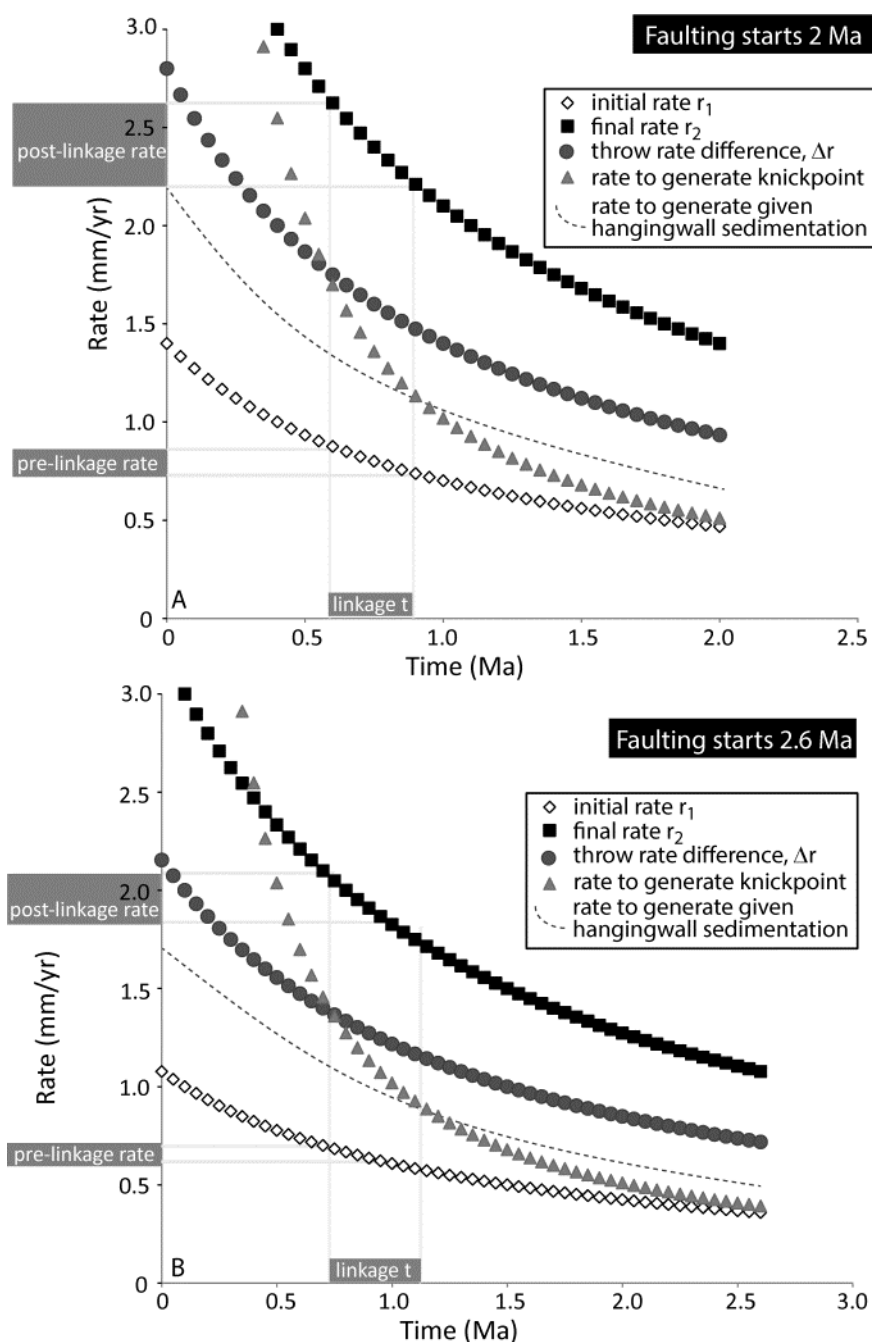 3.0
Faulting starts 2 Ma
initial rate r₁
final rate r₂
throw rate difference, Δr
rate to generate knickpoint
rate to generate given
hangingwall sedimentation
2.5
post-linkage rate
2.0
Rate (mm/yr)
1.5
1.0
pre-linkage rate
0.5
0
A
linkage t
0
0.5
1.0
1.5
2.0
2.5
Time (Ma)
3.0
Faulting starts 2.6 Ma
initial rate r₁
final rate r₂
throw rate difference, Δr
rate to generate knickpoint
rate to generate given
hangingwall sedimentation
2.5
2.0
post-linkage rate
Rate (mm/yr)
1.5
1.0
pre-linkage rate
0.5
0
B
linkage t
0
0.5
1.0
1.5
2.0
2.5
3.0
Time (Ma)